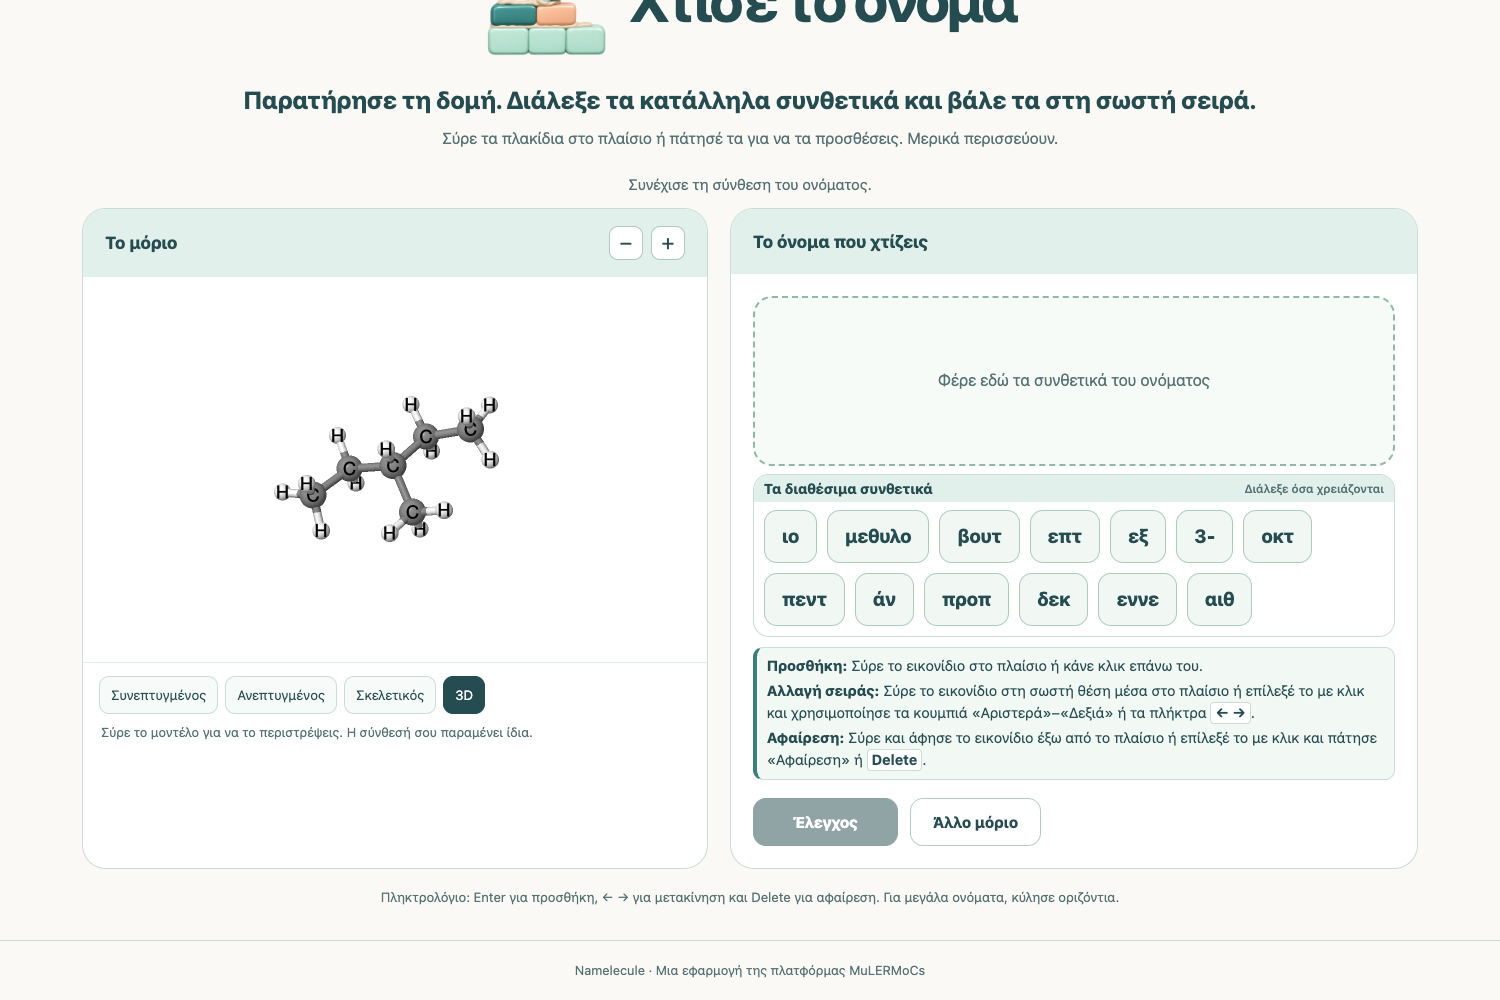 Χτίσε το όνομα
Παρατήρησε τη δομή. Διάλεξε τα κατάλληλα συνθετικά και βάλε τα στη σωστή σειρά.
Σύρε τα πλακίδια στο πλαίσιο ή πάτησέ τα για να τα προσθέσεις. Μερικά περισσεύουν.
Συνέχισε τη σύνθεση του ονόματος.
Το μόριο
− +
H H H H H
C C
H H H
C C H
H H C H
H C H
H H H
Συνεπτυγμένος Ανεπτυγμένος Σκελετικός 3D
Σύρε το μοντέλο για να το περιστρέψεις. Η σύνθεσή σου παραμένει ίδια.
Το όνομα που χτίζεις
Φέρε εδώ τα συνθετικά του ονόματος
Τα διαθέσιμα συνθετικά Διάλεξε όσα χρειάζονται
ιο μεθυλο βουτ επτ εξ 3- οκτ
πεντ άν προπ δεκ εννε αιθ
Προσθήκη: Σύρε το εικονίδιο στο πλαίσιο ή κάνε κλικ επάνω του.
Αλλαγή σειράς: Σύρε το εικονίδιο στη σωστή θέση μέσα στο πλαίσιο ή επίλεξέ το με κλικ
και χρησιμοποίησε τα κουμπιά «Αριστερά»–«Δεξιά» ή τα πλήκτρα ← → .
Αφαίρεση: Σύρε και άφησε το εικονίδιο έξω από το πλαίσιο ή επίλεξέ το με κλικ και πάτησε
«Αφαίρεση» ή Delete .
Έλεγχος Άλλο μόριο
Πληκτρολόγιο: Enter για προσθήκη, ← → για μετακίνηση και Delete για αφαίρεση. Για μεγάλα ονόματα, κύλησε οριζόντια.
Namelecule · Μια εφαρμογή της πλατφόρμας MuLERMoCs